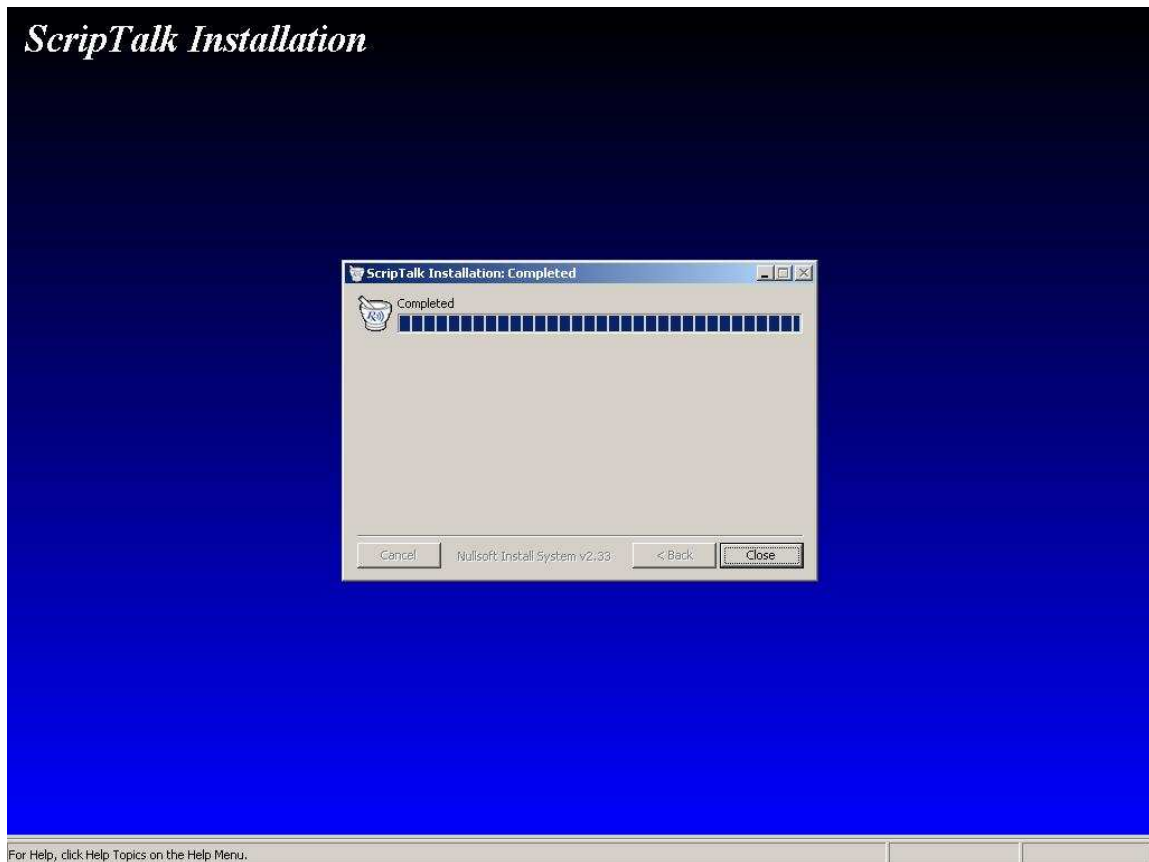 ScripTalk Installation
ScripTalk Installation: Completed
Completed
R
Cancel
Nullsoft Install System v2.33
< Back
Close
For Help, click Help Topics on the Help Menu.